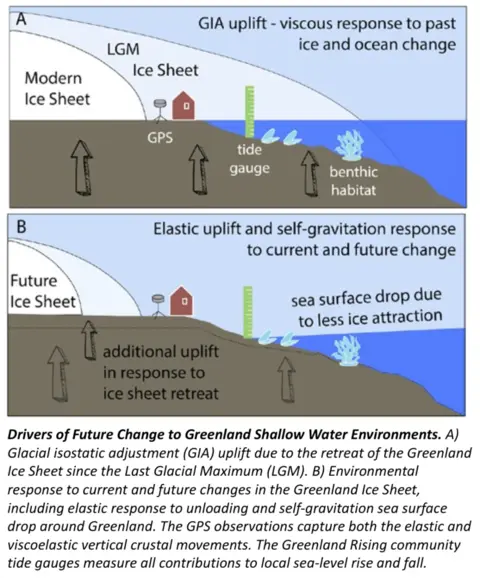 A
GIA uplift - viscous response to past
ice and ocean change
LGM
Ice Sheet
Modern
Ice Sheet
GPS
tide
gauge
benthic
habitat
B
Elastic uplift and self-gravitation response
to current and future change
Future
Ice Sheet
sea surface drop due
to less ice attraction
additional uplift
in response to
ice sheet retreat
Drivers of Future Change to Greenland Shallow Water Environments. A)
Glacial isostatic adjustment (GIA) uplift due to the retreat of the Greenland
Ice Sheet since the Last Glacial Maximum (LGM). B) Environmental
response to current and future changes in the Greenland Ice Sheet,
including elastic response to unloading and self-gravitation sea surface
drop around Greenland. The GPS observations capture both the elastic and
viscoelastic vertical crustal movements. The Greenland Rising community
tide gauges measure all contributions to local sea-level rise and fall.